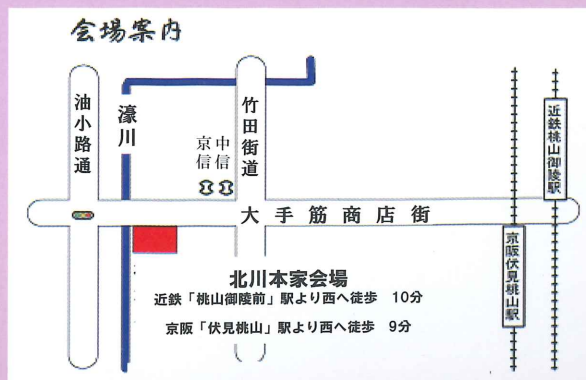 会場案内
油小路通
濠川
京信
中信
竹田街道
大手筋商店街
近鉄桃山御陵駅
京阪伏見桃山駅
北川本家会場
近鉄「桃山御陵前」駅より西へ徒歩 10分
京阪「伏見桃山」駅より西へ徒歩 9分